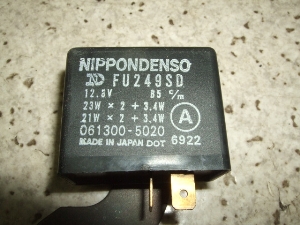 NIPPONDENSO
ND FU249SD
12.8V 85 c/m
23W × 2 + 3.4W
21W × 2 + 3.4W
061300-5020 A
MADE IN JAPAN DOT 6922